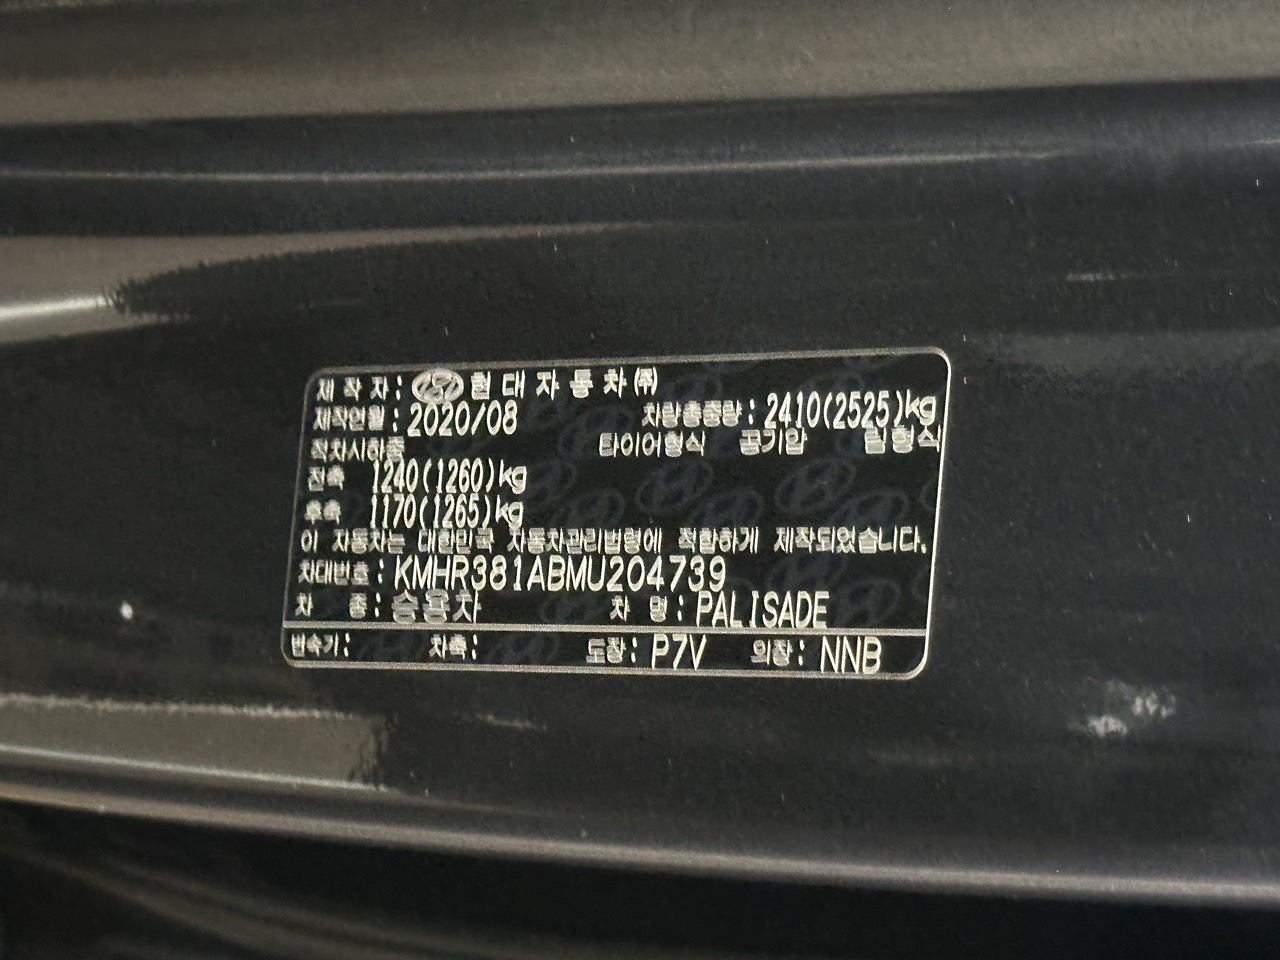 제 작 자 : 현 대 자 동 차 ㈜
제작연월 : 2020/08 차량총중량 : 2410(2525)kg
적차시하중 타이어형식 공기압 림형식
전축 1240(1260)kg
후축 1170(1265)kg
이 자동차는 대한민국 자동차관리법령에 적합하게 제작되었습니다.
차대번호 : KMHR381ABMU204739
차 종 : 승용차 차 명 : PALISADE
변속기 : 차축 : 도장 : P7V 의장 : NNB